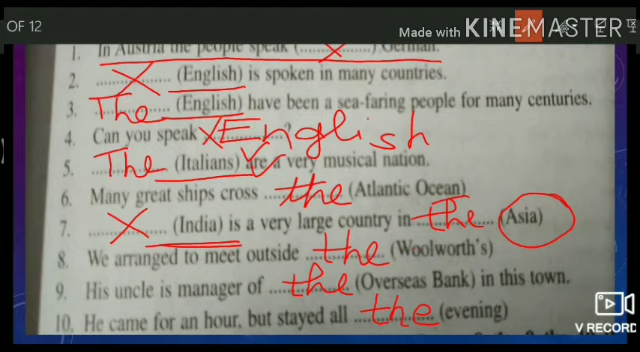 OF 12
Made with KINEMASTER
1. In Austria the people speak (.......X.......) German.
2. .......X....... (English) is spoken in many countries.
3. The (English) have been a sea-faring people for many centuries.
4. Can you speak X English ?
5. The (Italians) are a very musical nation.
6. Many great ships cross the (Atlantic Ocean)
7. X (India) is a very large country in the (Asia)
8. We arranged to meet outside the (Woolworth's)
9. His uncle is manager of the (Overseas Bank) in this town.
10. He came for an hour, but stayed all the (evening)
V RECORD